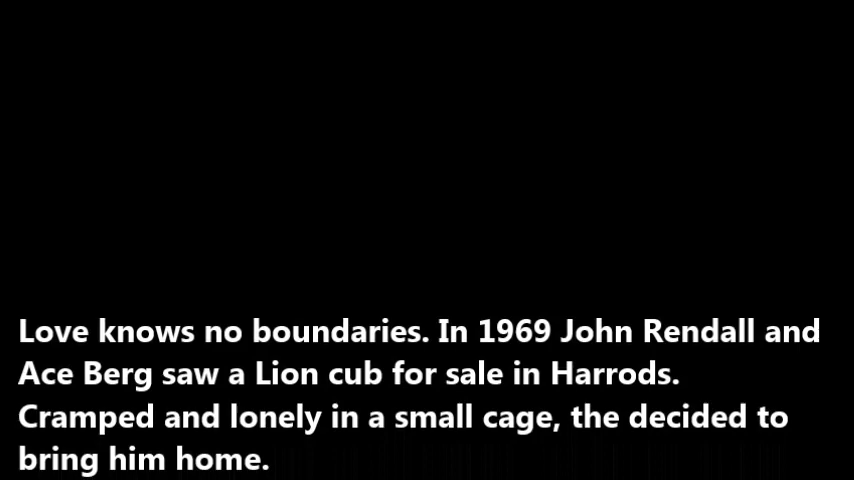 Love knows no boundaries. In 1969 John Rendall and
Ace Berg saw a Lion cub for sale in Harrods.
Cramped and lonely in a small cage, the decided to
bring him home.